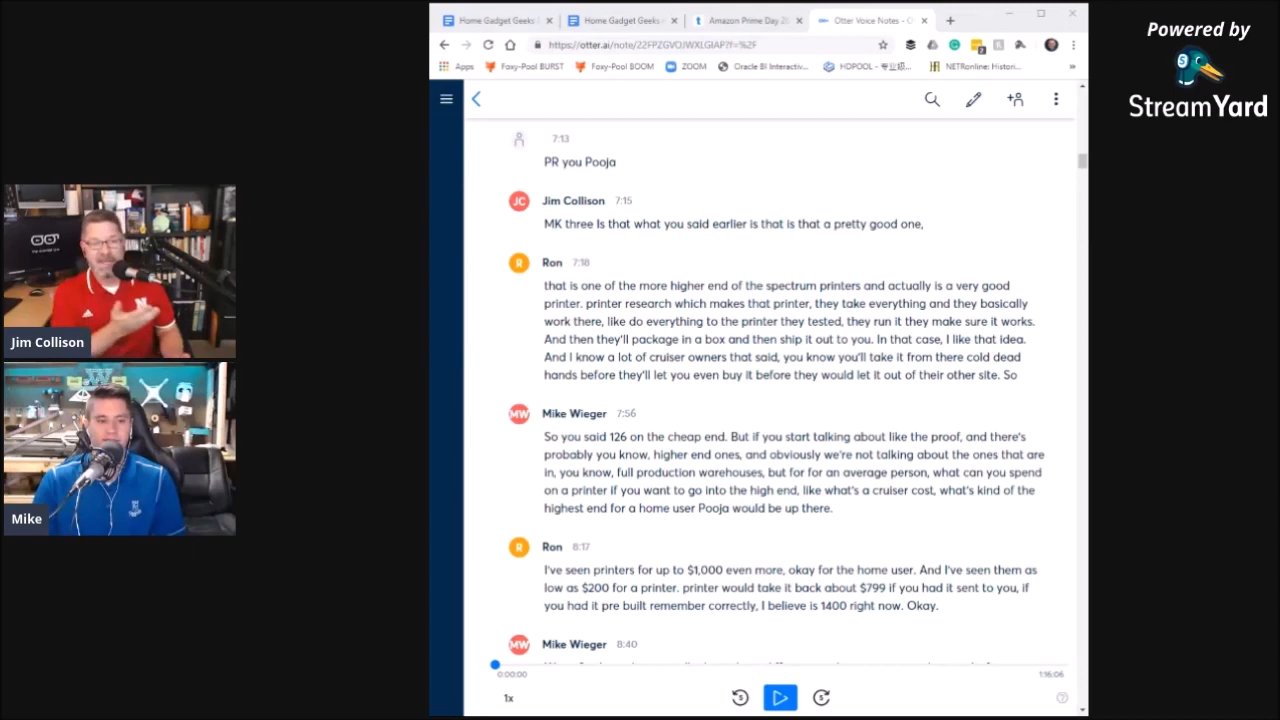 Home Gadget Geeks
Home Gadget Geeks
Amazon Prime Day 20
Otter Voice Notes - O
https://otter.ai/note/22FPZGVOJWXLGIAP?f=%2F
Apps
Foxy-Pool BURST
Foxy-Pool BOOM
ZOOM
Oracle BI Interactiv...
HDPOOL - 专业级...
NETRonline: Histori...
Powered by
StreamYard
7:13
PR you Pooja
JC Jim Collison 7:15
MK three Is that what you said earlier is that is that a pretty good one,
R Ron 7:18
that is one of the more higher end of the spectrum printers and actually is a very good
printer. printer research which makes that printer, they take everything and they basically
work there, like do everything to the printer they tested, they run it they make sure it works.
And then they'll package in a box and then ship it out to you. In that case, I like that idea.
And I know a lot of cruiser owners that said, you know you'll take it from there cold dead
hands before they'll let you even buy it before they would let it out of their other site. So
MW Mike Wieger 7:56
So you said 126 on the cheap end. But if you start talking about like the proof, and there's
probably you know, higher end ones, and obviously we're not talking about the ones that are
in, you know, full production warehouses, but for for an average person, what can you spend
on a printer if you want to go into the high end, like what's a cruiser cost, what's kind of the
highest end for a home user Pooja would be up there.
R Ron 8:17
I've seen printers for up to $1,000 even more, okay for the home user. And I've seen them as
low as $200 for a printer. printer would take it back about $799 if you had it sent to you, if
you had it pre built remember correctly, I believe is 1400 right now. Okay.
MW Mike Wieger 8:40
0:00:00
1:16:06
1x
5
5
Jim Collison
Mike